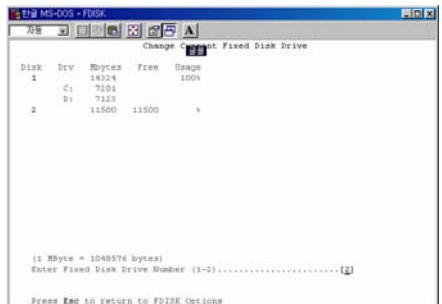 한글 MS-DOS - FDISK
자동 A
Change Current Fixed Disk Drive
Disk Drv Mbytes Free Usage
1 14324 100%
C: 7201
D: 7123
2 11500 11500 %
(1 MByte = 1048576 bytes)
Enter Fixed Disk Drive Number (1-2).......................[2]
Press Esc to return to FDISK Options